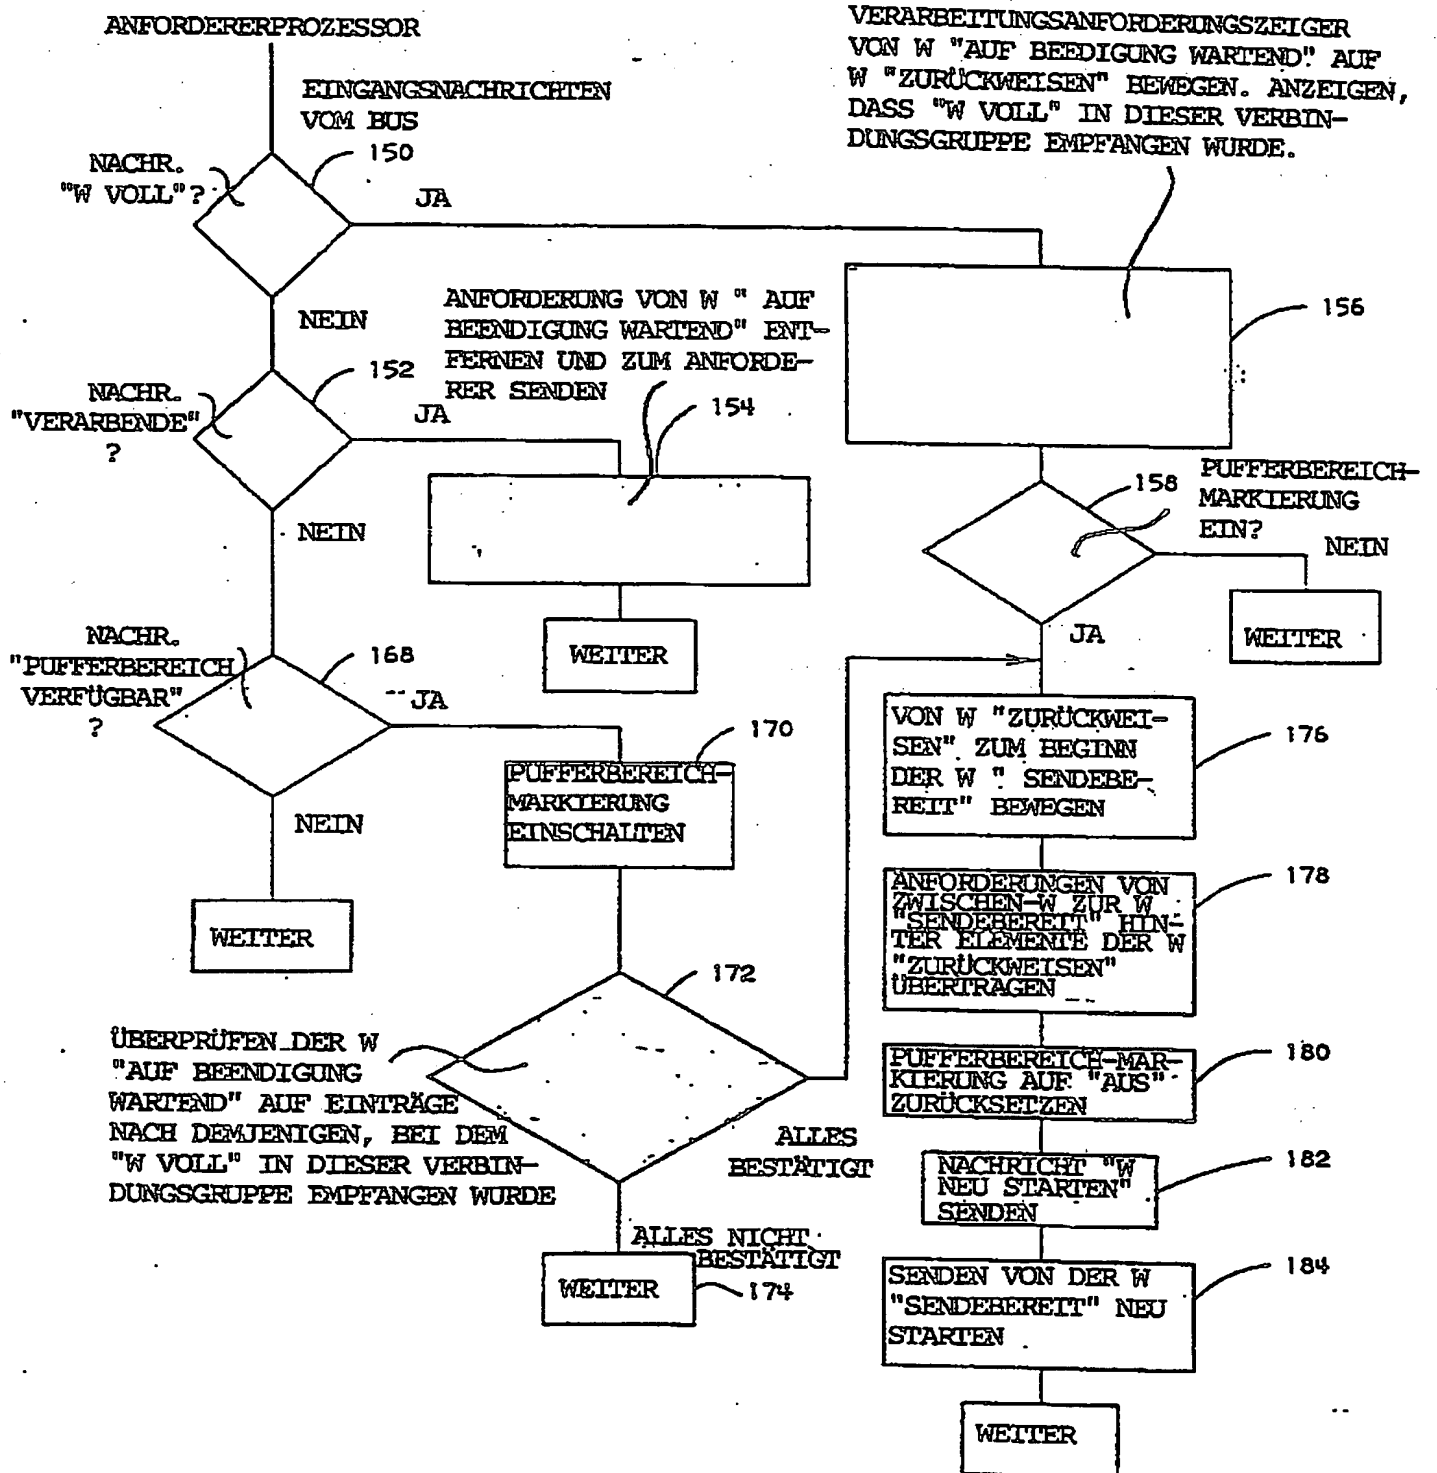 ANFORDERERPROZESSOR
EINGANGSNACHRICHTEN
VOM BUS
VERARBEITUNGSANFORDERUNGSZEIGER
VON W "AUF BEEDIGUNG WARTEND" AUF
W "ZURÜCKWEISEN" BEWEGEN. ANZEIGEN,
DASS "W VOLL" IN DIESER VERBIN-
DUNGSGRUPPE EMPFANGEN WURDE.
NACHR.
"W VOLL"?
150
JA
NEIN
ANFORDERUNG VON W " AUF
BEENDIGUNG WARTEND" ENT-
FERNEN UND ZUM ANFORDE-
RER SENDEN
156
NACHR.
"VERARBENDE"
?
152
JA
154
NEIN
WEITER
158
PUFFERBEREICH-
MARKIERUNG
EIN?
NEIN
WEITER
JA
NACHR.
"PUFFERBEREICH
VERFÜGBAR"
?
168
JA
NEIN
WEITER
170
PUFFERBEREICH-
MARKIERUNG
EINSCHALTEN
172
ÜBERPRÜFEN DER W
"AUF BEENDIGUNG
WARTEND" AUF EINTRÄGE
NACH DEMJENIGEN, BEI DEM
"W VOLL" IN DIESER VERBIN-
DUNGSGRUPPE EMPFANGEN WURDE
ALLES
BESTÄTIGT
ALLES NICHT
BESTÄTIGT
WEITER
174
VON W "ZURÜCKWEI-
SEN" ZUM BEGINN
DER W " SENDEBE-
REIT" BEWEGEN
176
ANFORDERUNGEN VON
ZWISCHEN-W ZUR W
"SENDEBEREIT" HIN-
TER ELEMENTE DER W
"ZURÜCKWEISEN"
ÜBERTRAGEN
178
PUFFERBEREICH-MAR-
KIERUNG AUF "AUS"
ZURÜCKSETZEN
180
NACHRICHT "W
NEU STARTEN"
SENDEN
182
SENDEN VON DER W
"SENDEBEREIT" NEU
STARTEN
184
WEITER